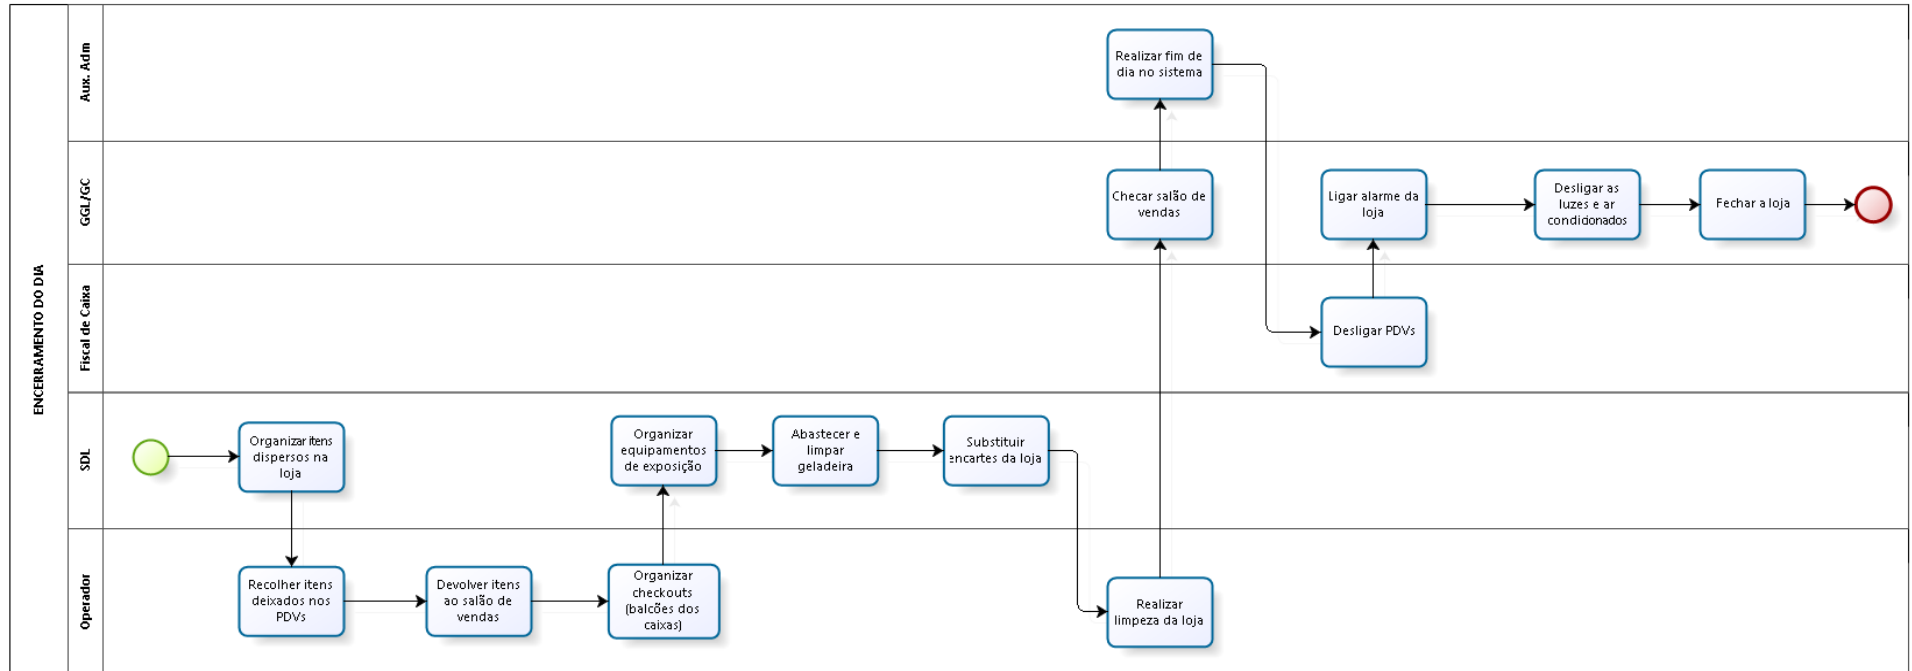 ENCERRAMENTO DO DIA
Aux. Adm
Realizar fim de
dia no sistema
GGL/GC
Checar salão de
vendas
Ligar alarme da
loja
Desligar as
luzes e ar
condicionados
Fechar a loja
Fiscal de Caixa
Desligar PDVs
SDL
Organizar itens
dispersos na
loja
Organizar
equipamentos
de exposição
Abastecer e
limpar
geladeira
Substituir
encartes da loja
Operador
Recolher itens
deixados nos
PDVs
Devolver itens
ao salão de
vendas
Organizar
checkouts
(balcões dos
caixas)
Realizar
limpeza da loja